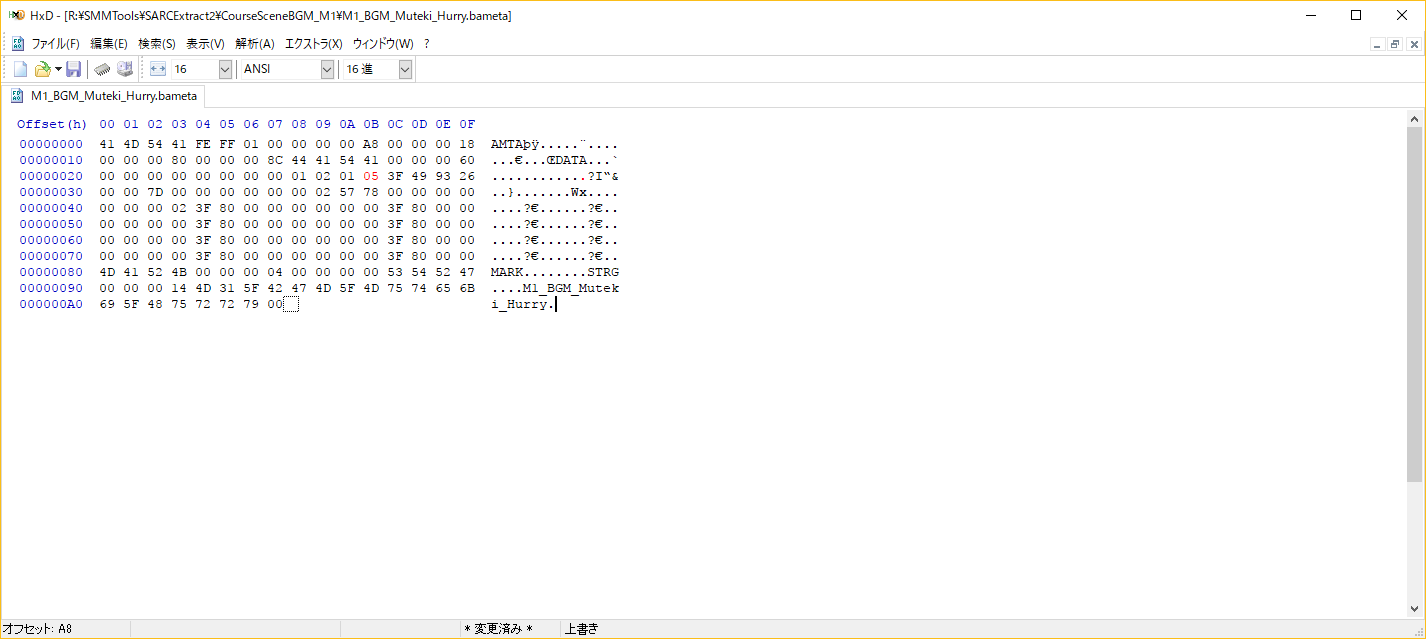 HxD - [R:¥SMMTools¥SARCExtract2¥CourseSceneBGM_M1¥M1_BGM_Muteki_Hurry.bameta]
ファイル(F) 編集(E) 検索(S) 表示(V) 解析(A) エクストラ(X) ウィンドウ(W) ?
16 ANSI 16 進
M1_BGM_Muteki_Hurry.bameta
Offset(h) 00 01 02 03 04 05 06 07 08 09 0A 0B 0C 0D 0E 0F
00000000 41 4D 54 41 FE FF 01 00 00 00 00 A8 00 00 00 18 AMTAþÿ.....¨....
00000010 00 00 00 80 00 00 00 8C 44 41 54 41 00 00 00 60 ...€...ŒDATA...`
00000020 00 00 00 00 00 00 00 00 01 02 01 05 3F 49 93 26 ............?I“&
00000030 00 00 7D 00 00 00 00 00 00 02 57 78 00 00 00 00 ..}.......Wx....
00000040 00 00 00 02 3F 80 00 00 00 00 00 00 3F 80 00 00 ....?€......?€..
00000050 00 00 00 00 3F 80 00 00 00 00 00 00 3F 80 00 00 ....?€......?€..
00000060 00 00 00 00 3F 80 00 00 00 00 00 00 3F 80 00 00 ....?€......?€..
00000070 00 00 00 00 3F 80 00 00 00 00 00 00 3F 80 00 00 ....?€......?€..
00000080 4D 41 52 4B 00 00 00 04 00 00 00 00 53 54 52 47 MARK........STRG
00000090 00 00 00 14 4D 31 5F 42 47 4D 5F 4D 75 74 65 6B ....M1_BGM_Mutek
000000A0 69 5F 48 75 72 72 79 00 i_Hurry.
オフセット: A8 * 変更済み * 上書き